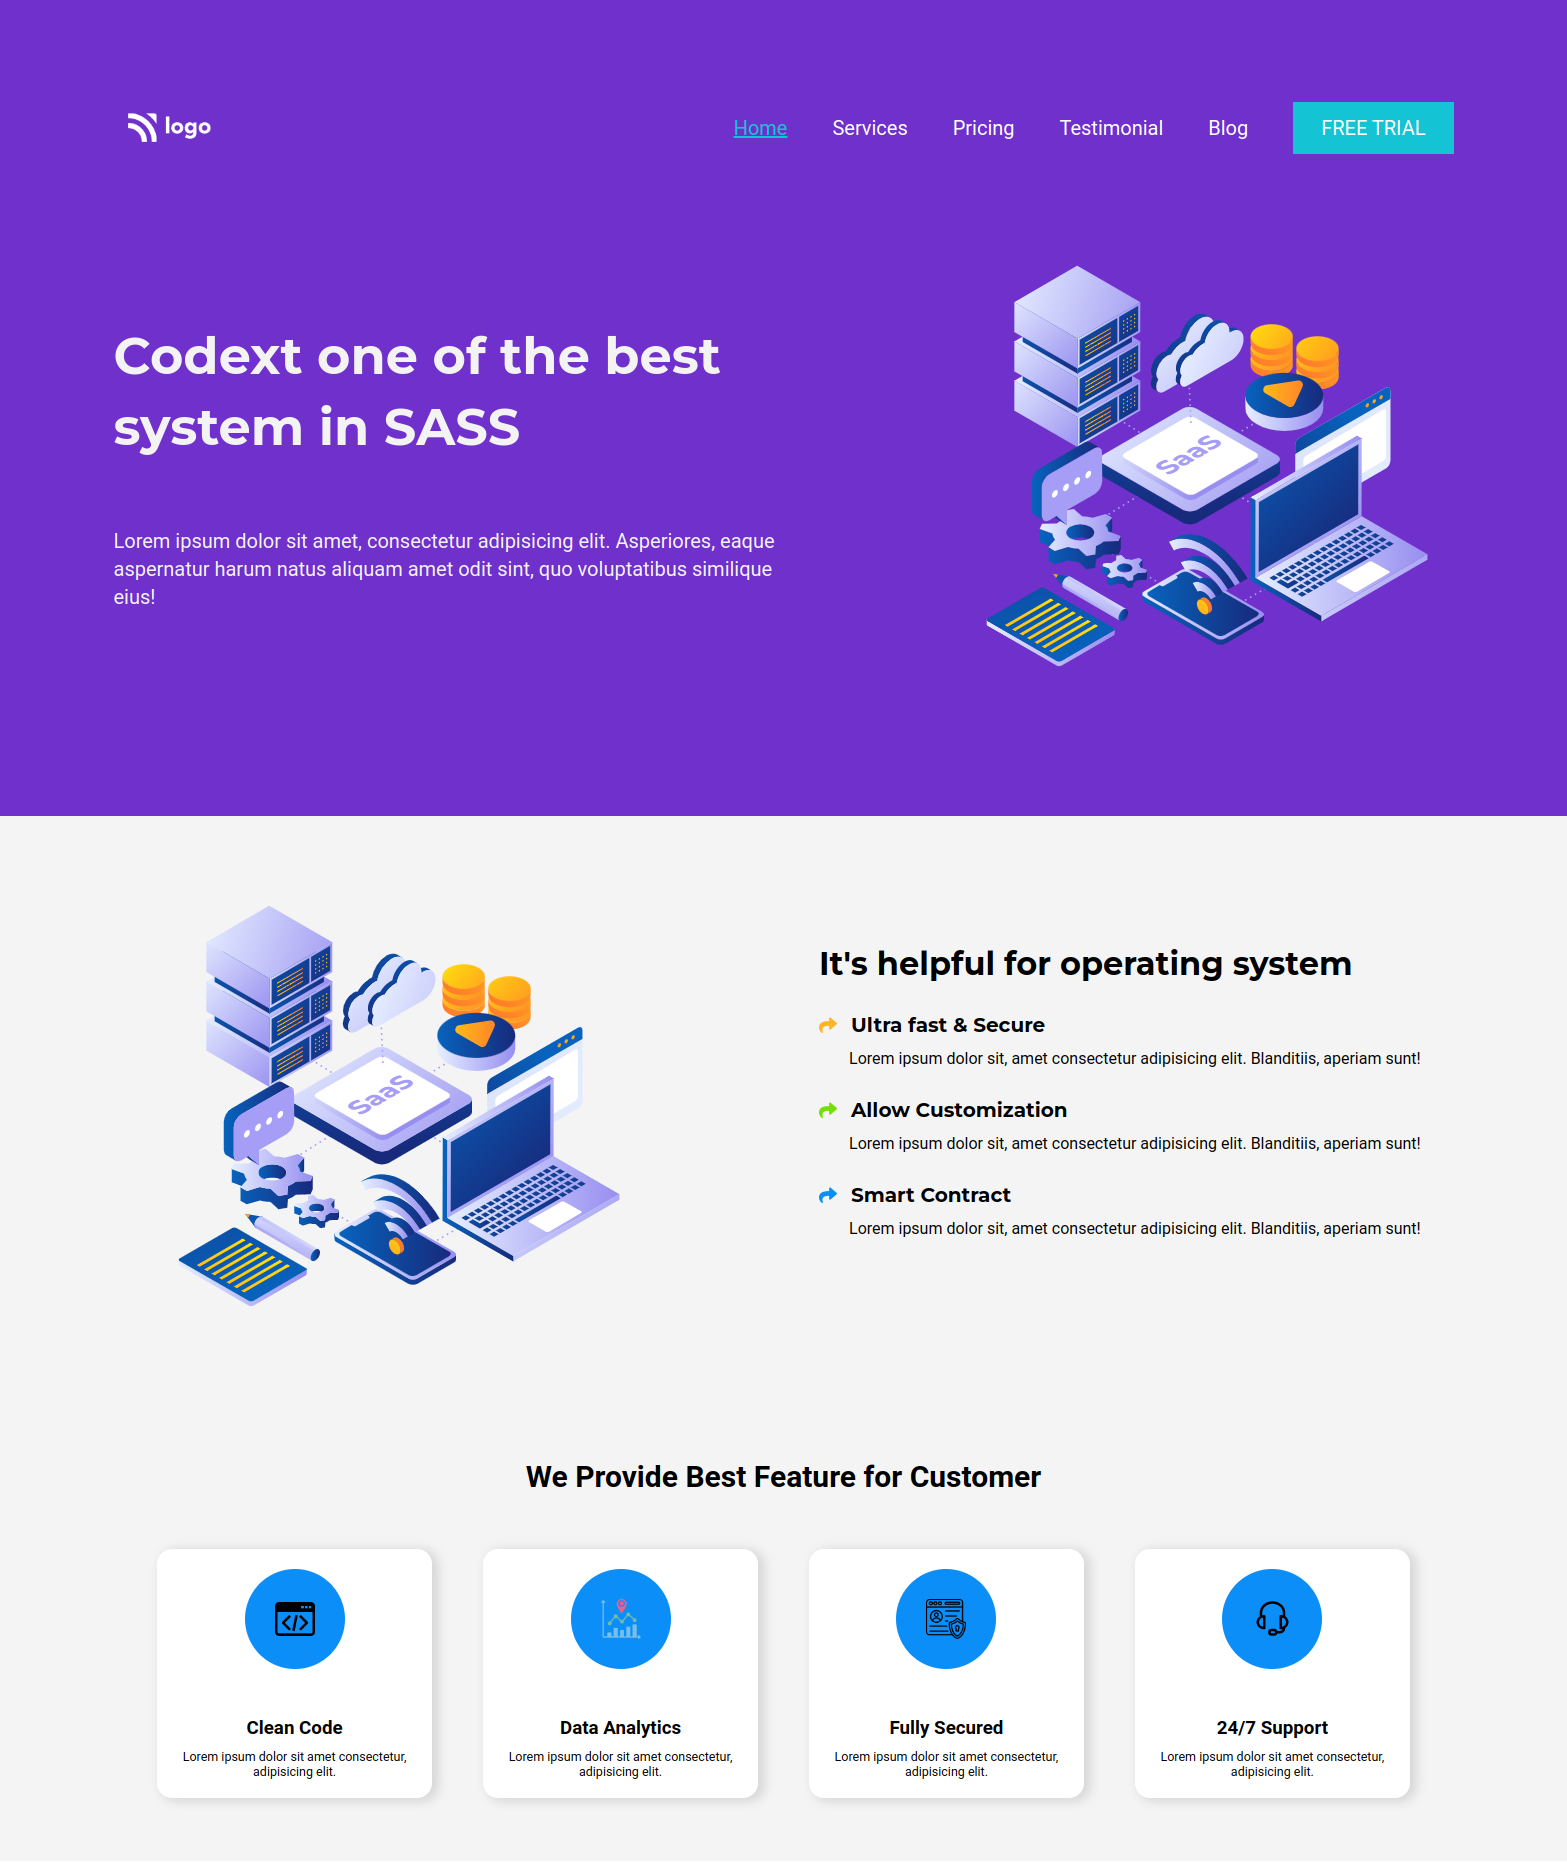 logo
Home Services Pricing Testimonial Blog FREE TRIAL
Codext one of the best
system in SASS
Lorem ipsum dolor sit amet, consectetur adipisicing elit. Asperiores, eaque
aspernatur harum natus aliquam amet odit sint, quo voluptatibus similique
eius!
SaaS
SaaS
It's helpful for operating system
Ultra fast & Secure
Lorem ipsum dolor sit, amet consectetur adipisicing elit. Blanditiis, aperiam sunt!
Allow Customization
Lorem ipsum dolor sit, amet consectetur adipisicing elit. Blanditiis, aperiam sunt!
Smart Contract
Lorem ipsum dolor sit, amet consectetur adipisicing elit. Blanditiis, aperiam sunt!
We Provide Best Feature for Customer
Clean Code
Lorem ipsum dolor sit amet consectetur,
adipisicing elit.
Data Analytics
Lorem ipsum dolor sit amet consectetur,
adipisicing elit.
Fully Secured
Lorem ipsum dolor sit amet consectetur,
adipisicing elit.
24/7 Support
Lorem ipsum dolor sit amet consectetur,
adipisicing elit.